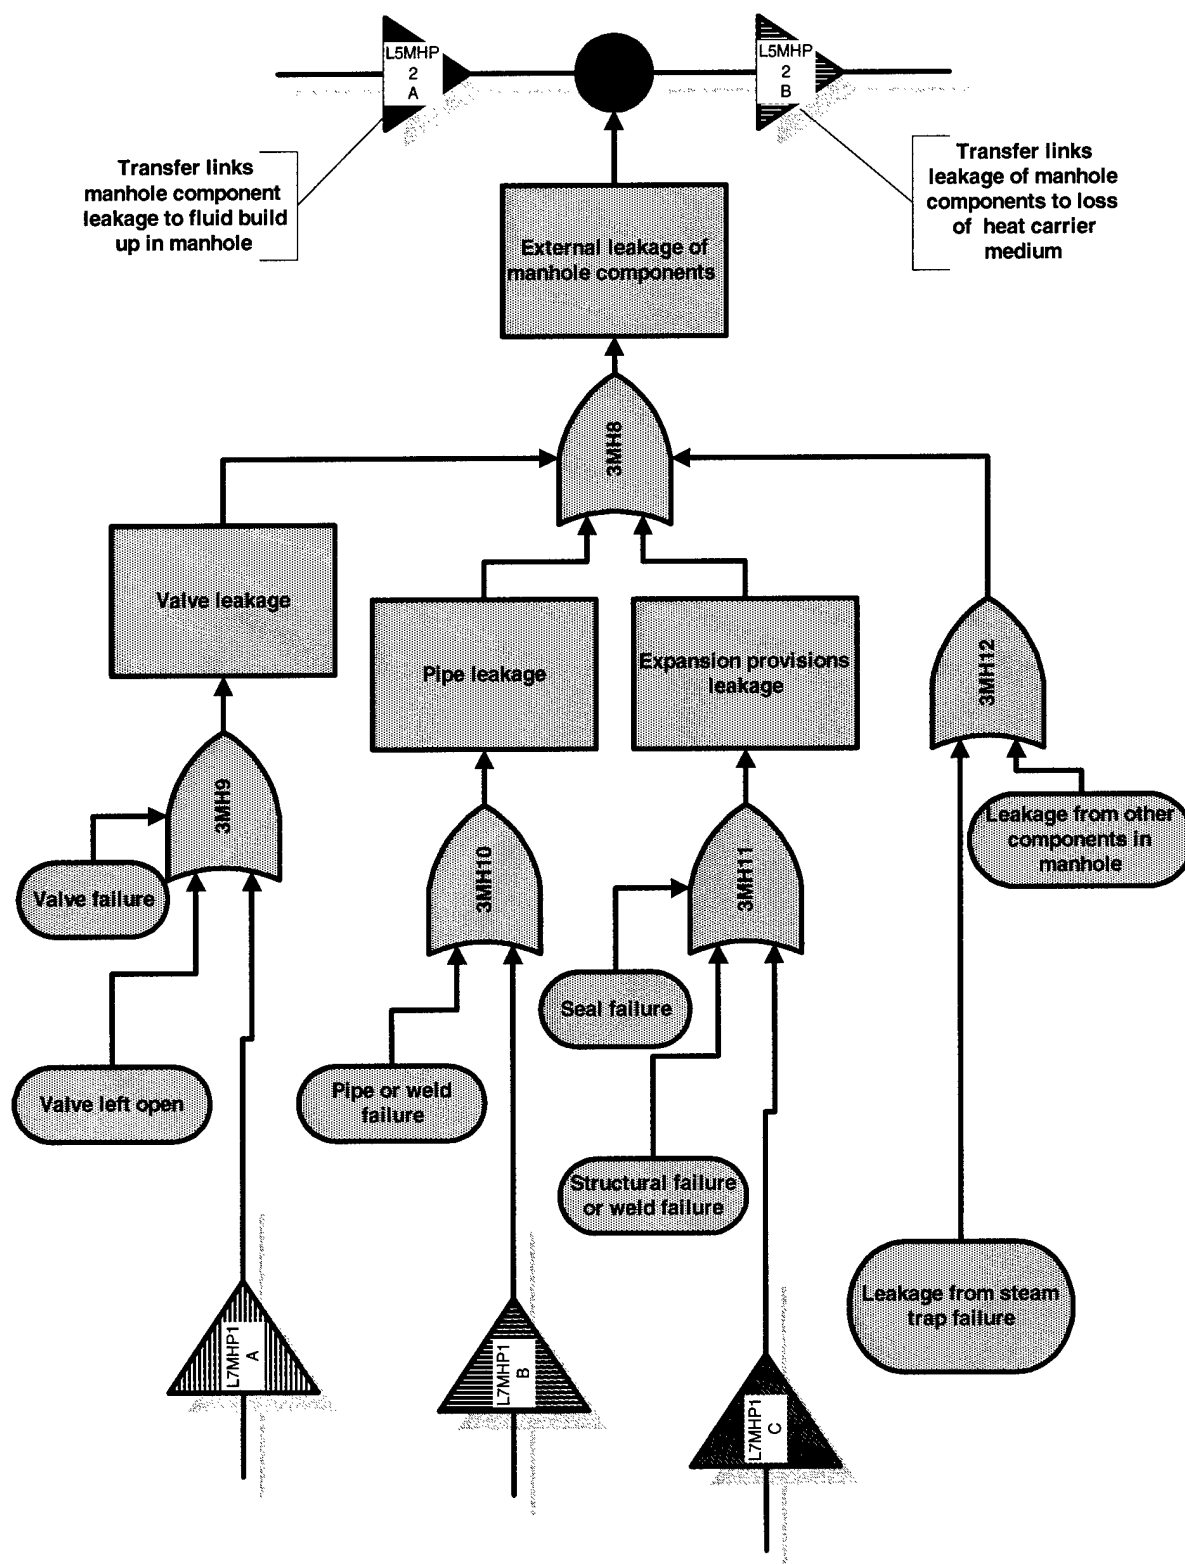 L5MHP
2
A
L5MHP
2
B
Transfer links
manhole component
leakage to fluid build
up in manhole
Transfer links
leakage of manhole
components to loss
of heat carrier
medium
External leakage of
manhole components
3MH8
Valve leakage
Pipe leakage
Expansion provisions
leakage
3MH12
3MH9
3MH10
3MH11
Leakage from other
components in
manhole
Valve failure
Seal failure
Valve left open
Pipe or weld
failure
Structural failure
or weld failure
Leakage from steam
trap failure
L7MHP1
A
L7MHP1
B
L7MHP1
C